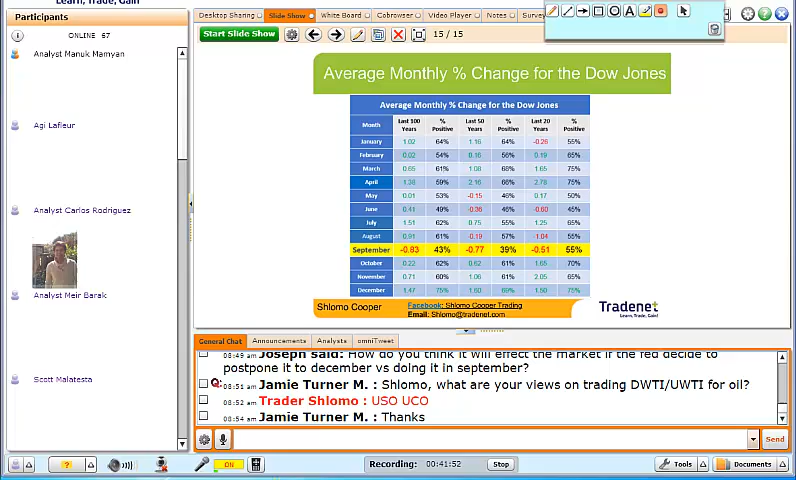 Learn, Trade, Gain
Participants
ONLINE 67
Analyst Manuk Mamyan
Agi Lafleur
Analyst Carlos Rodriguez
Analyst Meir Barak
Scott Malatesta
Desktop Sharing
Slide Show
White Board
Cobrowser
Video Player
Notes
Survey
Start Slide Show
15 / 15
Average Monthly % Change for the Dow Jones
Average Monthly % Change for the Dow Jones
Month Last 100 Years % Positive Last 50 Years % Positive Last 20 Years % Positive
January 1.02 64% 1.16 64% -0.26 55%
February 0.02 54% 0.16 56% 0.19 65%
March 0.65 61% 1.08 68% 1.65 75%
April 1.38 59% 2.16 66% 2.78 75%
May 0.01 53% -0.15 46% 0.17 50%
June 0.41 49% -0.36 46% -0.60 45%
July 1.51 62% 0.75 55% 1.25 65%
August 0.91 61% -0.19 57% -1.04 55%
September -0.83 43% -0.77 39% -0.51 55%
October 0.22 62% 0.62 61% 1.65 70%
November 0.71 60% 1.06 61% 2.05 65%
December 1.47 75% 1.60 69% 1.50 75%
Shlomo Cooper
Facebook: Shlomo Cooper Trading
Email: Shlomo@tradenet.com
Tradenet
Learn, Trade, Gain!
General Chat
Announcements
Analysts
omniTweet
08:49 am Joseph said: How do you think it will effect the market if the fed decide to
postpone it to december vs doing it in september?
Q: 08:51 am Jamie Turner M. : Shlomo, what are your views on trading DWTI/UWTI for oil?
08:52 am Trader Shlomo : USO UCO
08:54 am Jamie Turner M. : Thanks
Send
ON
Recording: 00:41:52
Stop
Tools
Documents